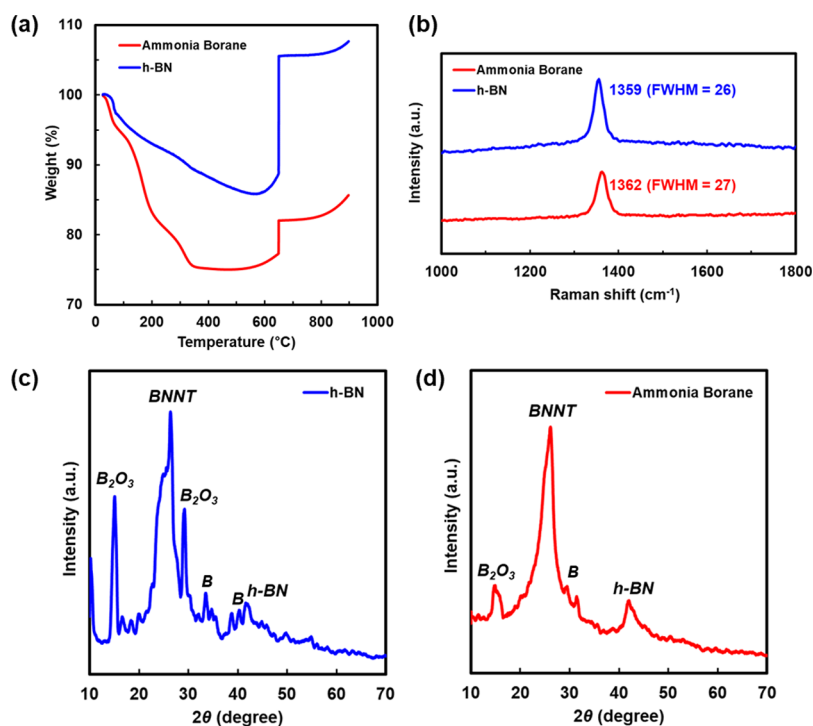 (a)
110
100
90
80
70
Weight (%)
Ammonia Borane
h-BN
0
200
400
600
800
1000
Temperature (°C)
(b)
Ammonia Borane
h-BN
1359 (FWHM = 26)
1362 (FWHM = 27)
Intensity (a.u.)
1000
1200
1400
1600
1800
Raman shift (cm⁻¹)
(c)
h-BN
BNNT
B₂O₃
B₂O₃
B
B
h-BN
Intensity (a.u.)
10
20
30
40
50
60
70
2θ (degree)
(d)
Ammonia Borane
BNNT
B₂O₃
B
h-BN
Intensity (a.u.)
10
20
30
40
50
60
70
2θ (degree)